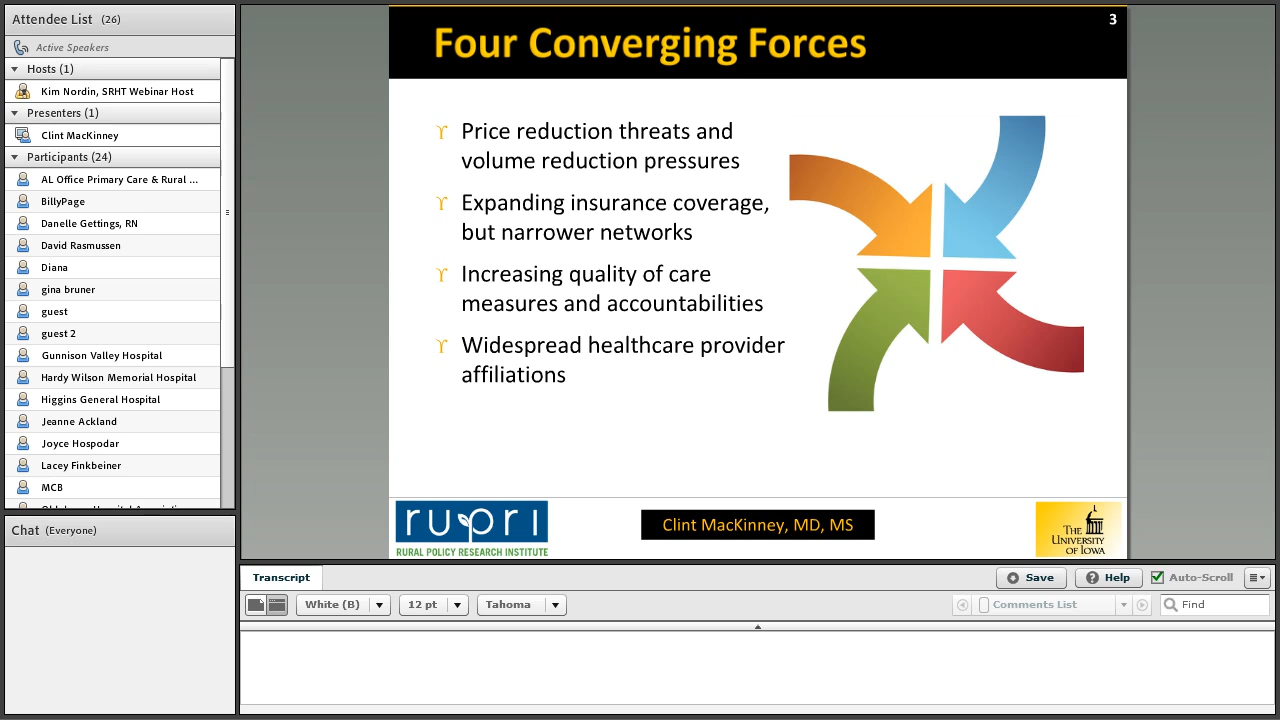 Attendee List (26)
Active Speakers
Hosts (1)
Kim Nordin, SRHT Webinar Host
Presenters (1)
Clint MacKinney
Participants (24)
AL Office Primary Care & Rural ...
BillyPage
Danelle Gettings, RN
David Rasmussen
Diana
gina bruner
guest
guest 2
Gunnison Valley Hospital
Hardy Wilson Memorial Hospital
Higgins General Hospital
Jeanne Ackland
Joyce Hospodar
Lacey Finkbeiner
MCB
Chat (Everyone)
3
Four Converging Forces
Price reduction threats and
volume reduction pressures
Expanding insurance coverage,
but narrower networks
Increasing quality of care
measures and accountabilities
Widespread healthcare provider
affiliations
rupri
RURAL POLICY RESEARCH INSTITUTE
Clint MacKinney, MD, MS
THE
UNIVERSITY
OF IOWA
Transcript
Save
Help
Auto-Scroll
White (B)
12 pt
Tahoma
Comments List
Find